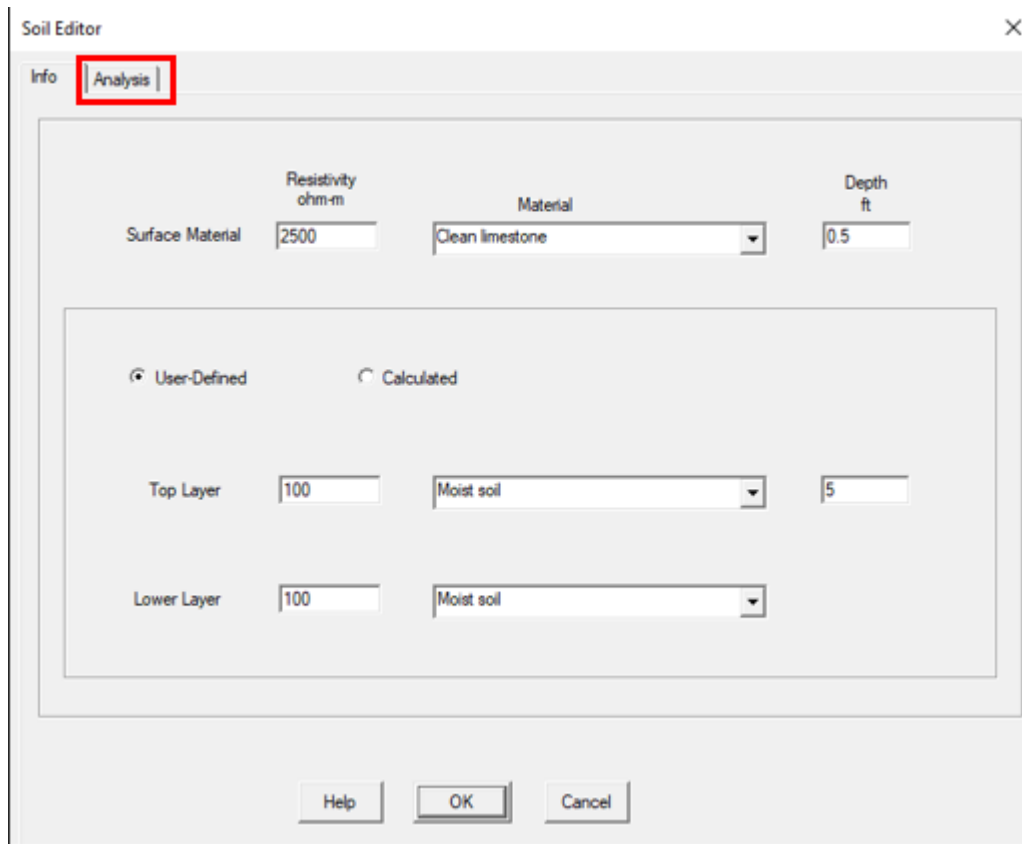 Soil Editor
Info Analysis
Resistivity
ohm-m
Material
Depth
ft
Surface Material 2500 Clean limestone 0.5
User-Defined Calculated
Top Layer 100 Moist soil 5
Lower Layer 100 Moist soil
Help OK Cancel